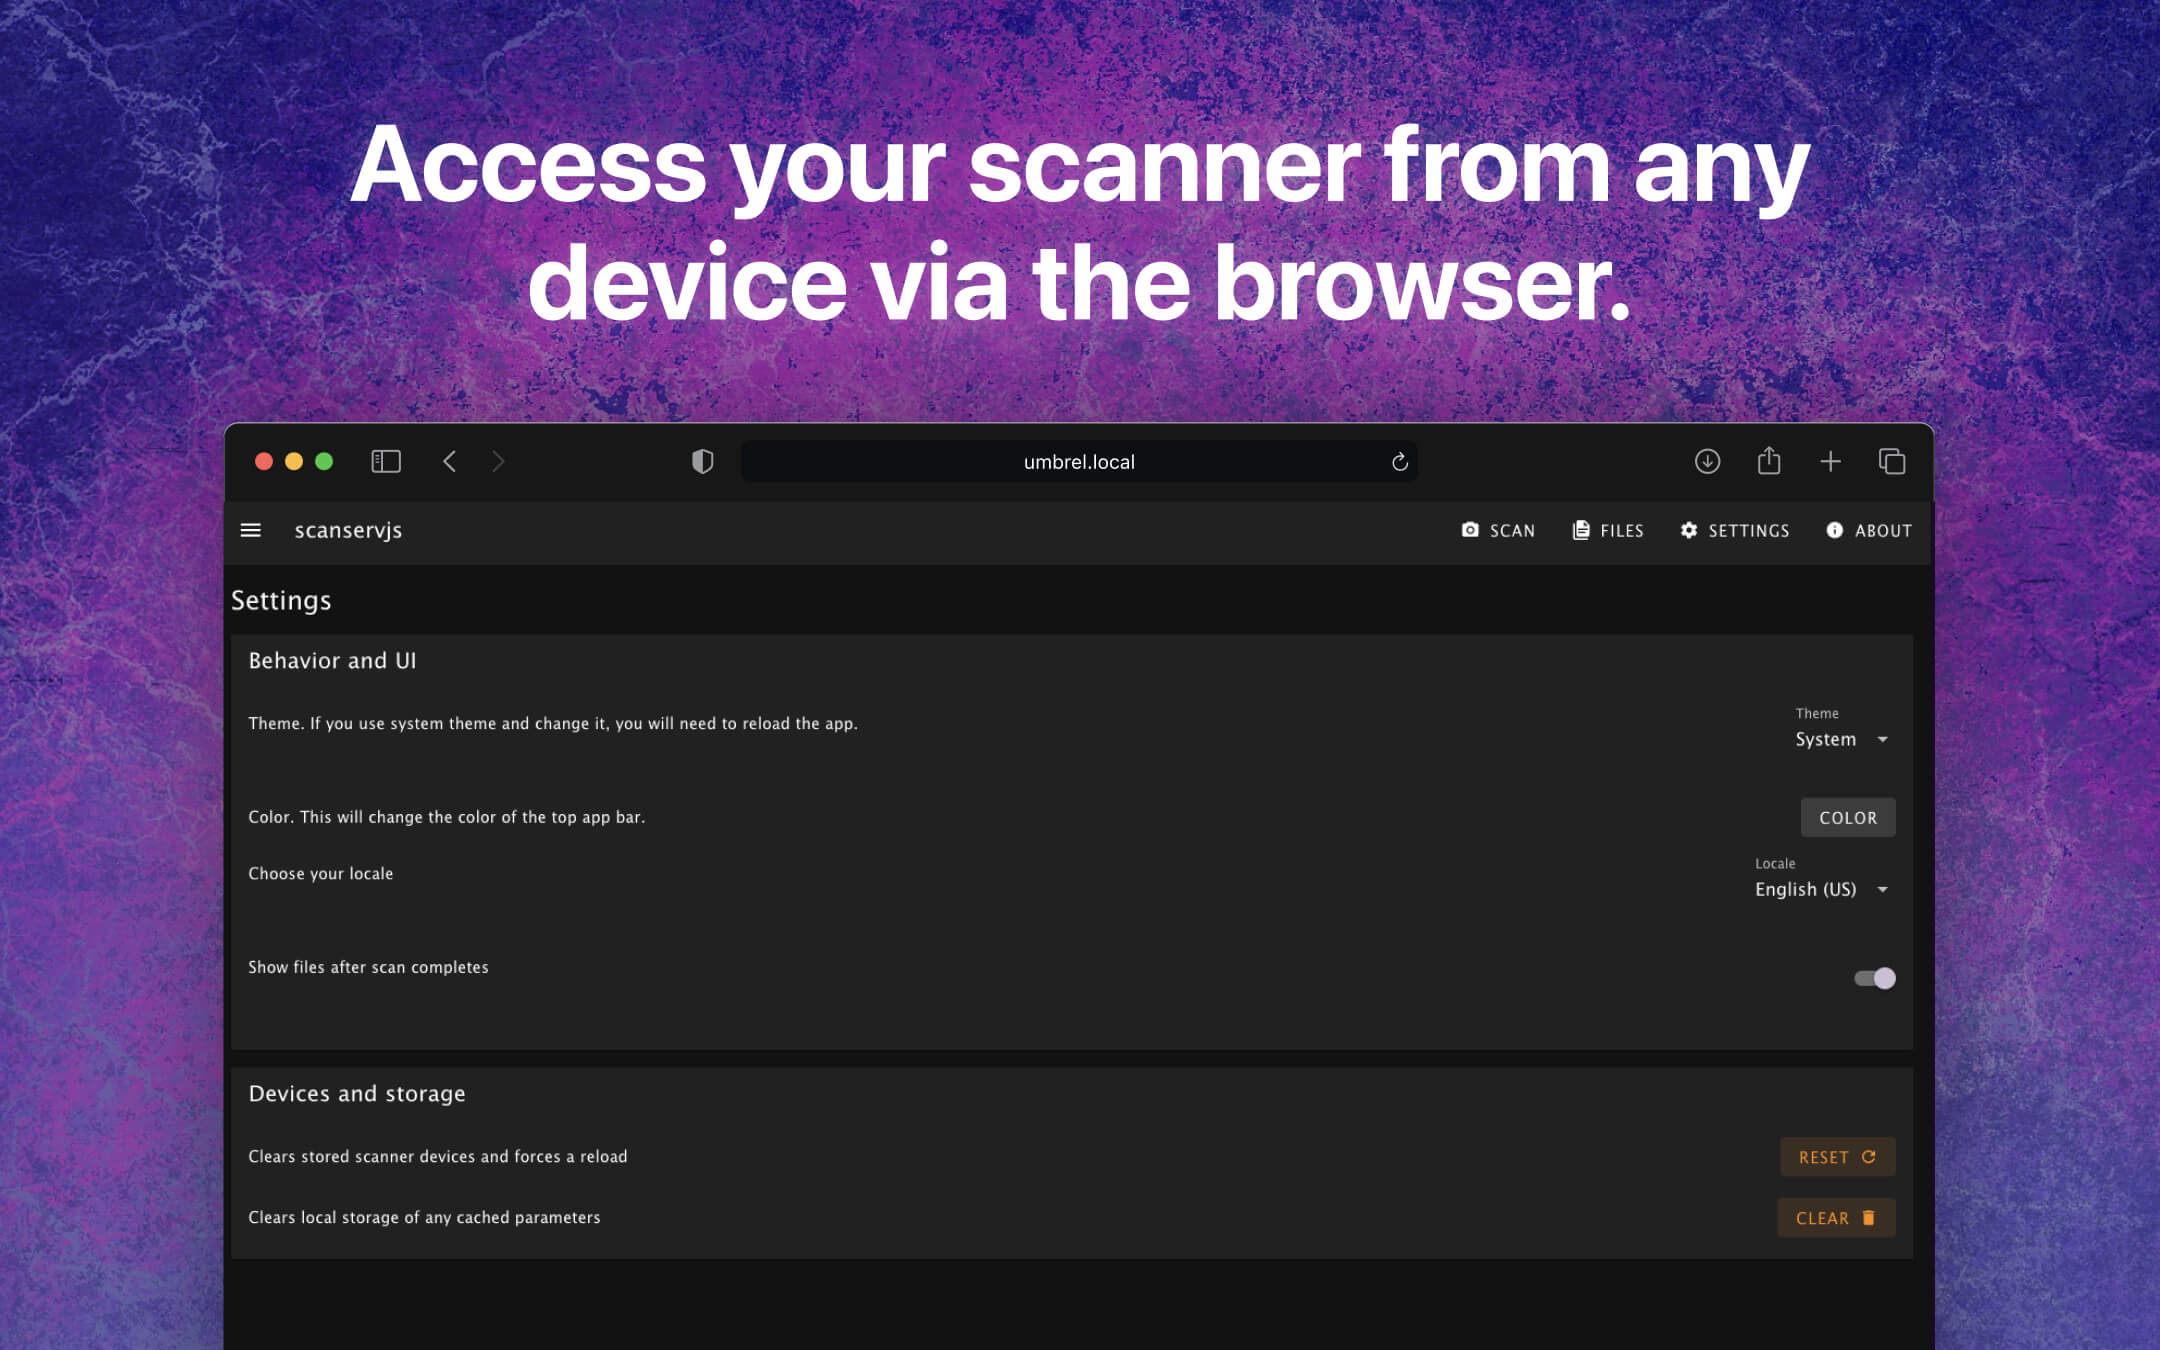 Access your scanner from any
device via the browser.
umbrel.local
scanservjs
SCAN
FILES
SETTINGS
ABOUT
Settings
Behavior and UI
Theme. If you use system theme and change it, you will need to reload the app.
Theme
System
Color. This will change the color of the top app bar.
COLOR
Choose your locale
Locale
English (US)
Show files after scan completes
Devices and storage
Clears stored scanner devices and forces a reload
RESET
Clears local storage of any cached parameters
CLEAR